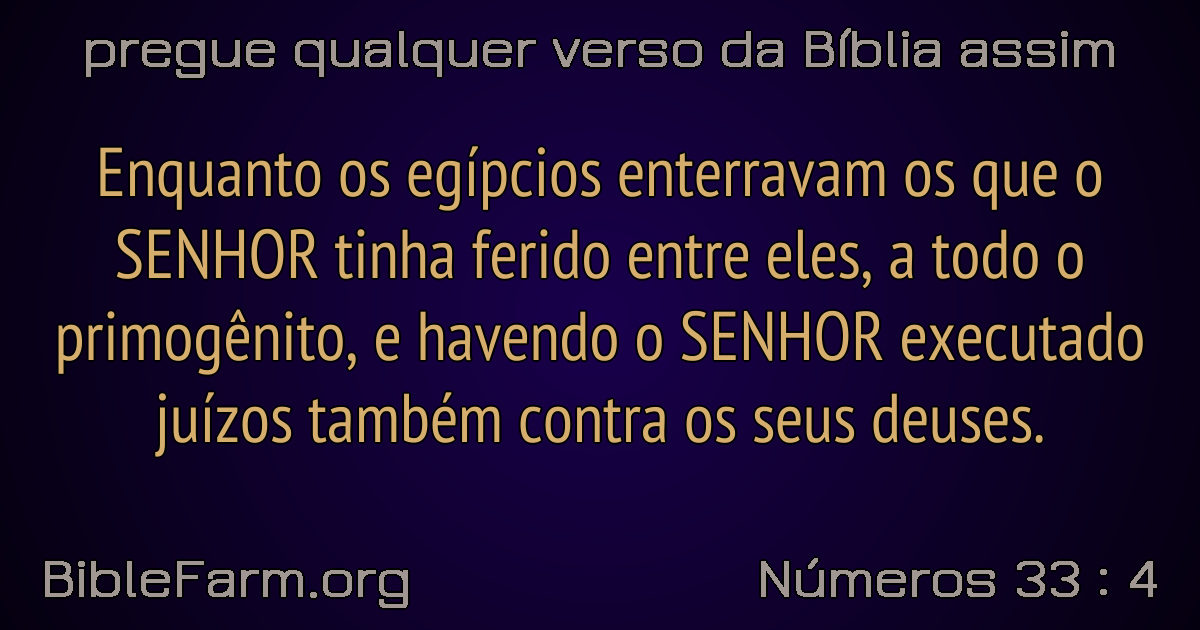 pregue qualquer verso da Bíblia assim
Enquanto os egípcios enterravam os que o
SENHOR tinha ferido entre eles, a todo o
primogênito, e havendo o SENHOR executado
juízos também contra os seus deuses.
BibleFarm.org
Números 33 : 4